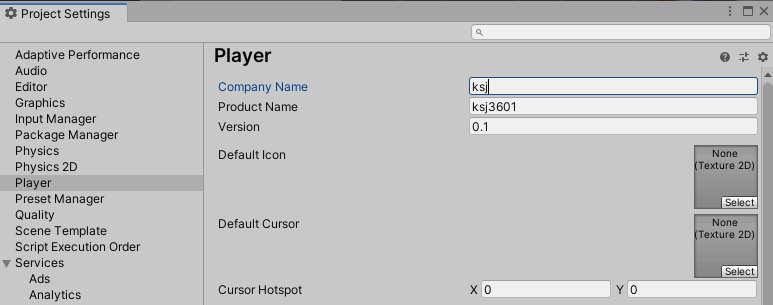 Project Settings
Player
Adaptive Performance
Audio
Editor
Graphics
Input Manager
Package Manager
Physics
Physics 2D
Player
Preset Manager
Quality
Scene Template
Script Execution Order
Services
Ads
Analytics
Company Name ksj
Product Name ksj3601
Version 0.1
Default Icon
None
(Texture 2D)
Select
Default Cursor
None
(Texture 2D)
Select
Cursor Hotspot X 0 Y 0